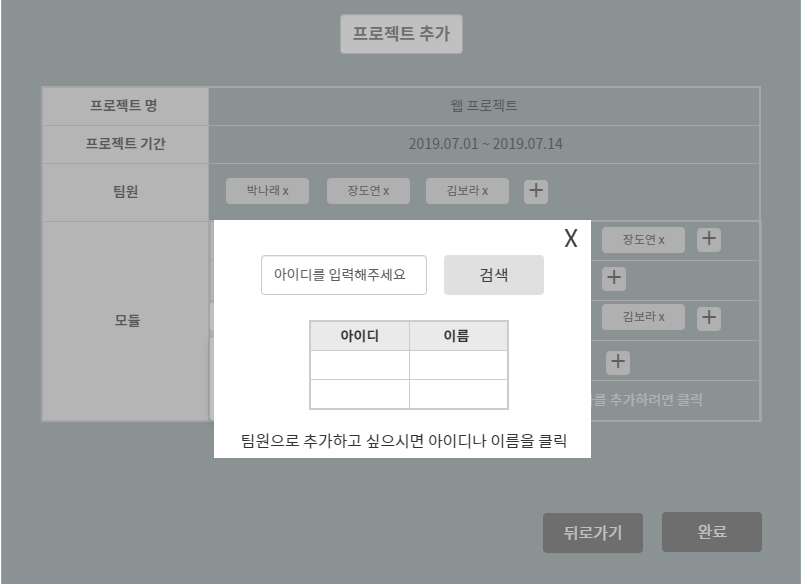 프로젝트 추가
프로젝트 명
웹 프로젝트
프로젝트 기간
2019.07.01 ~ 2019.07.14
팀원
박나래 x
장도연 x
김보라 x
+
모듈
장도연 x
+
+
김보라 x
+
+
를 추가하려면 클릭
X
아이디를 입력해주세요
검색
아이디
이름
팀원으로 추가하고 싶으시면 아이디나 이름을 클릭
뒤로가기
완료